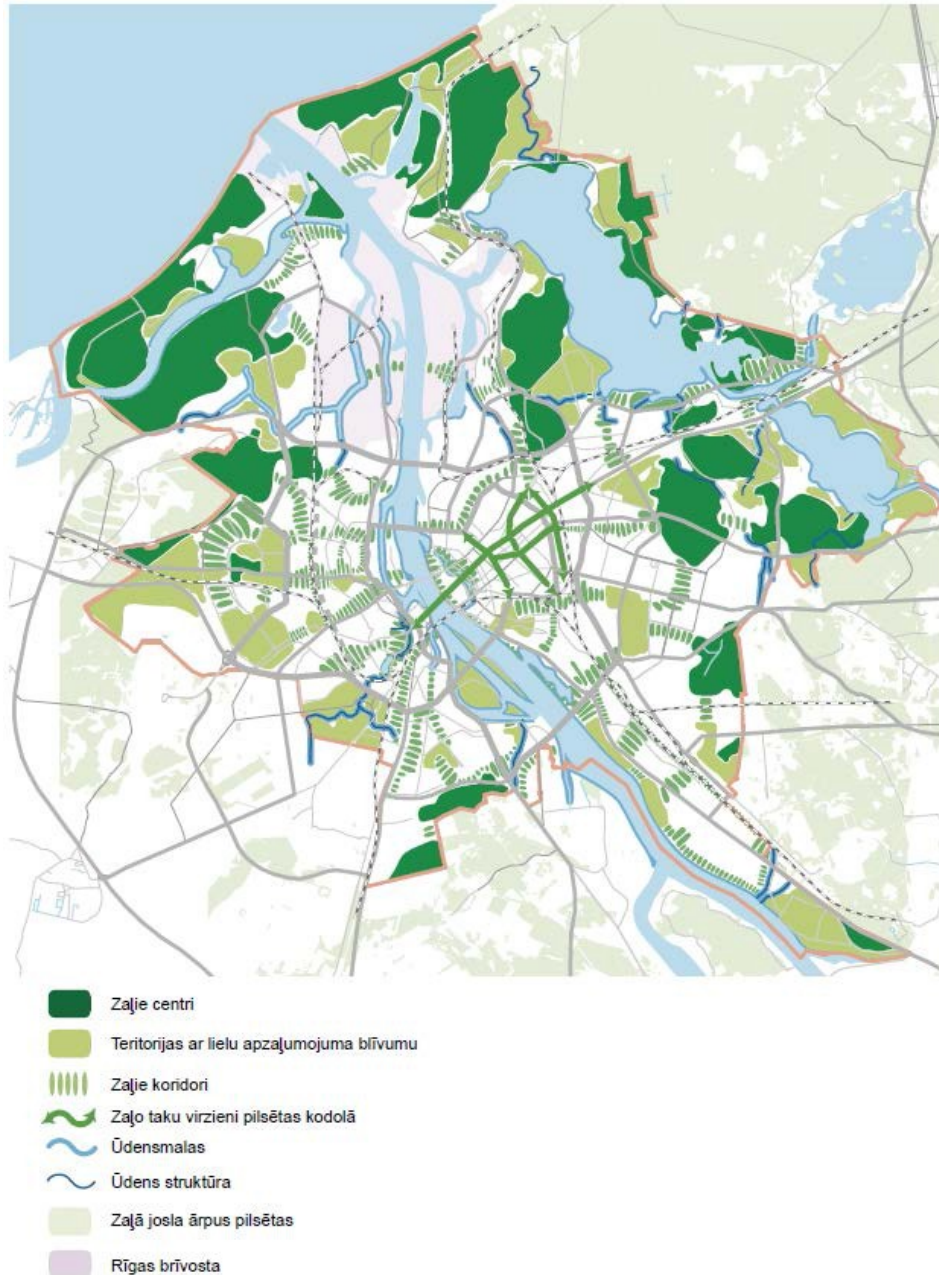 Zaļie centri
Teritorijas ar lielu apzaļumojuma blīvumu
Zaļie koridori
Zaļo taku virzieni pilsētas kodolā
Ūdensmalas
Ūdens struktūra
Zaļā josla ārpus pilsētas
Rīgas brīvosta